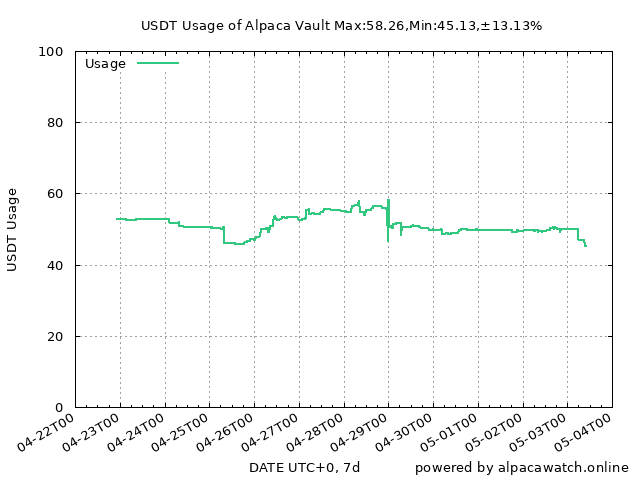 USDT Usage of Alpaca Vault Max:58.26,Min:45.13,±13.13%
Usage
100
80
60
40
20
0
USDT Usage
04-22T00
04-23T00
04-24T00
04-25T00
04-26T00
04-27T00
04-28T00
04-29T00
04-30T00
05-01T00
05-02T00
05-03T00
05-04T00
DATE UTC+0, 7d
powered by alpacawatch.online